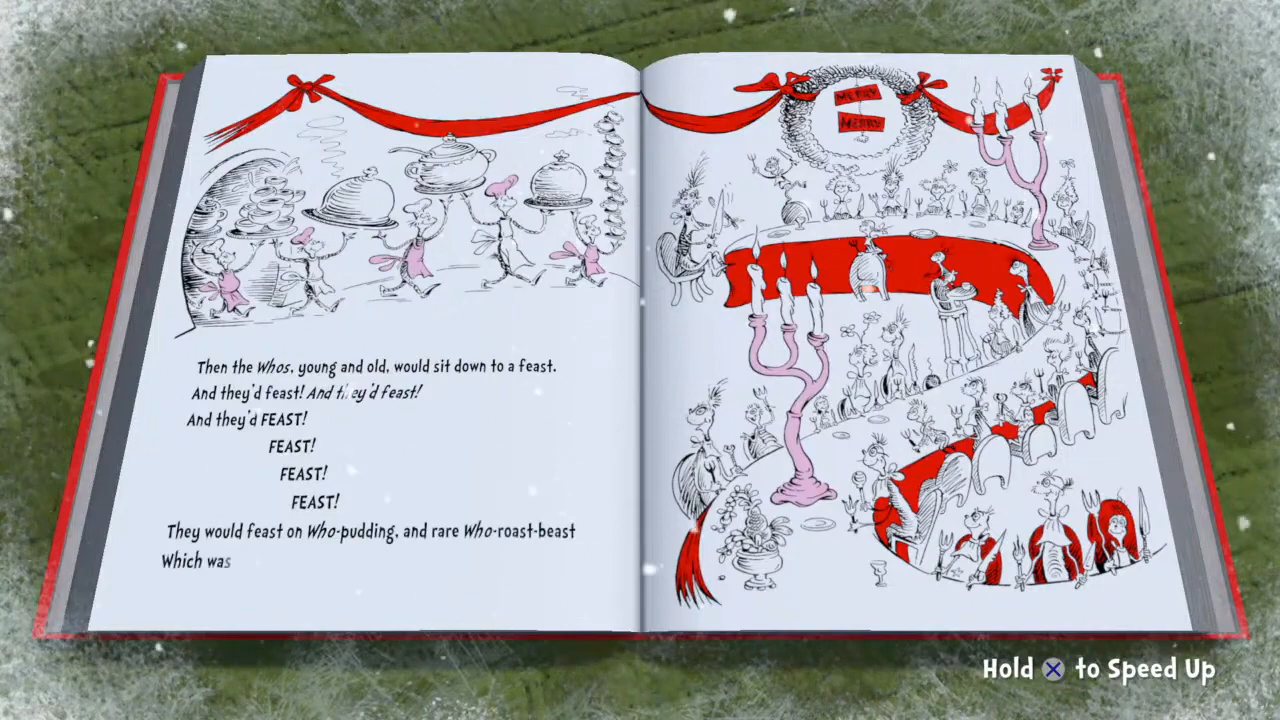 Then the Whos, young and old, would sit down to a feast.
And they'd feast! And they'd feast!
And they'd FEAST!
FEAST!
FEAST!
FEAST!
They would feast on Who-pudding, and rare Who-roast-beast
Which was
MERRY
Hold X to Speed Up